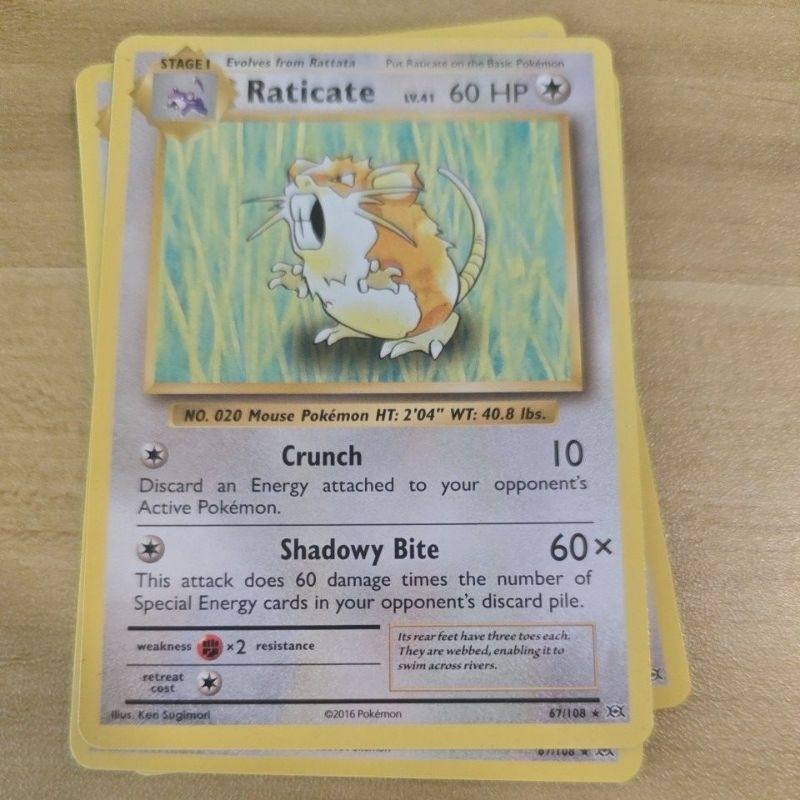 STAGE 1 Evolves from Rattata Put Raticate on the Basic Pokémon
Raticate LV.41 60 HP
NO. 020 Mouse Pokémon HT: 2'04" WT: 40.8 lbs.
Crunch 10
Discard an Energy attached to your opponent's
Active Pokémon.
Shadowy Bite 60×
This attack does 60 damage times the number of
Special Energy cards in your opponent's discard pile.
weakness ×2 resistance
retreat
cost
Its rear feet have three toes each.
They are webbed, enabling it to
swim across rivers.
Illus. Ken Sugimori ©2016 Pokémon 67/108 ★
Pokémon 67/108 ★